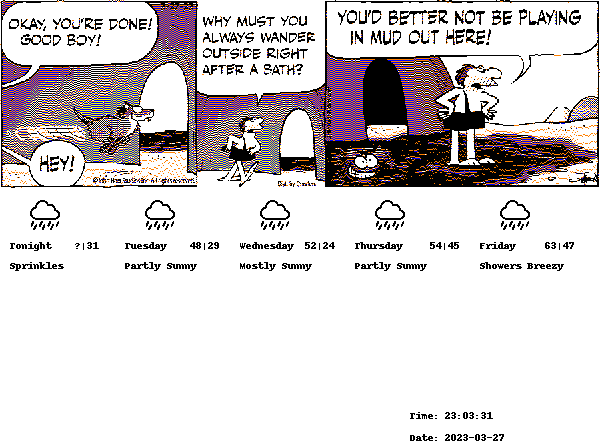 OKAY, YOU'RE DONE!
GOOD BOY!
HEY!
WHY MUST YOU
ALWAYS WANDER
OUTSIDE RIGHT
AFTER A BATH?
YOU'D BETTER NOT BE PLAYING
IN MUD OUT HERE!
Tonight ?|31
Sprinkles
Tuesday 48|29
Partly Sunny
Wednesday 52|24
Mostly Sunny
Thursday 54|45
Partly Sunny
Friday 63|47
Showers Breezy
Time: 23:03:31
Date: 2023-03-27